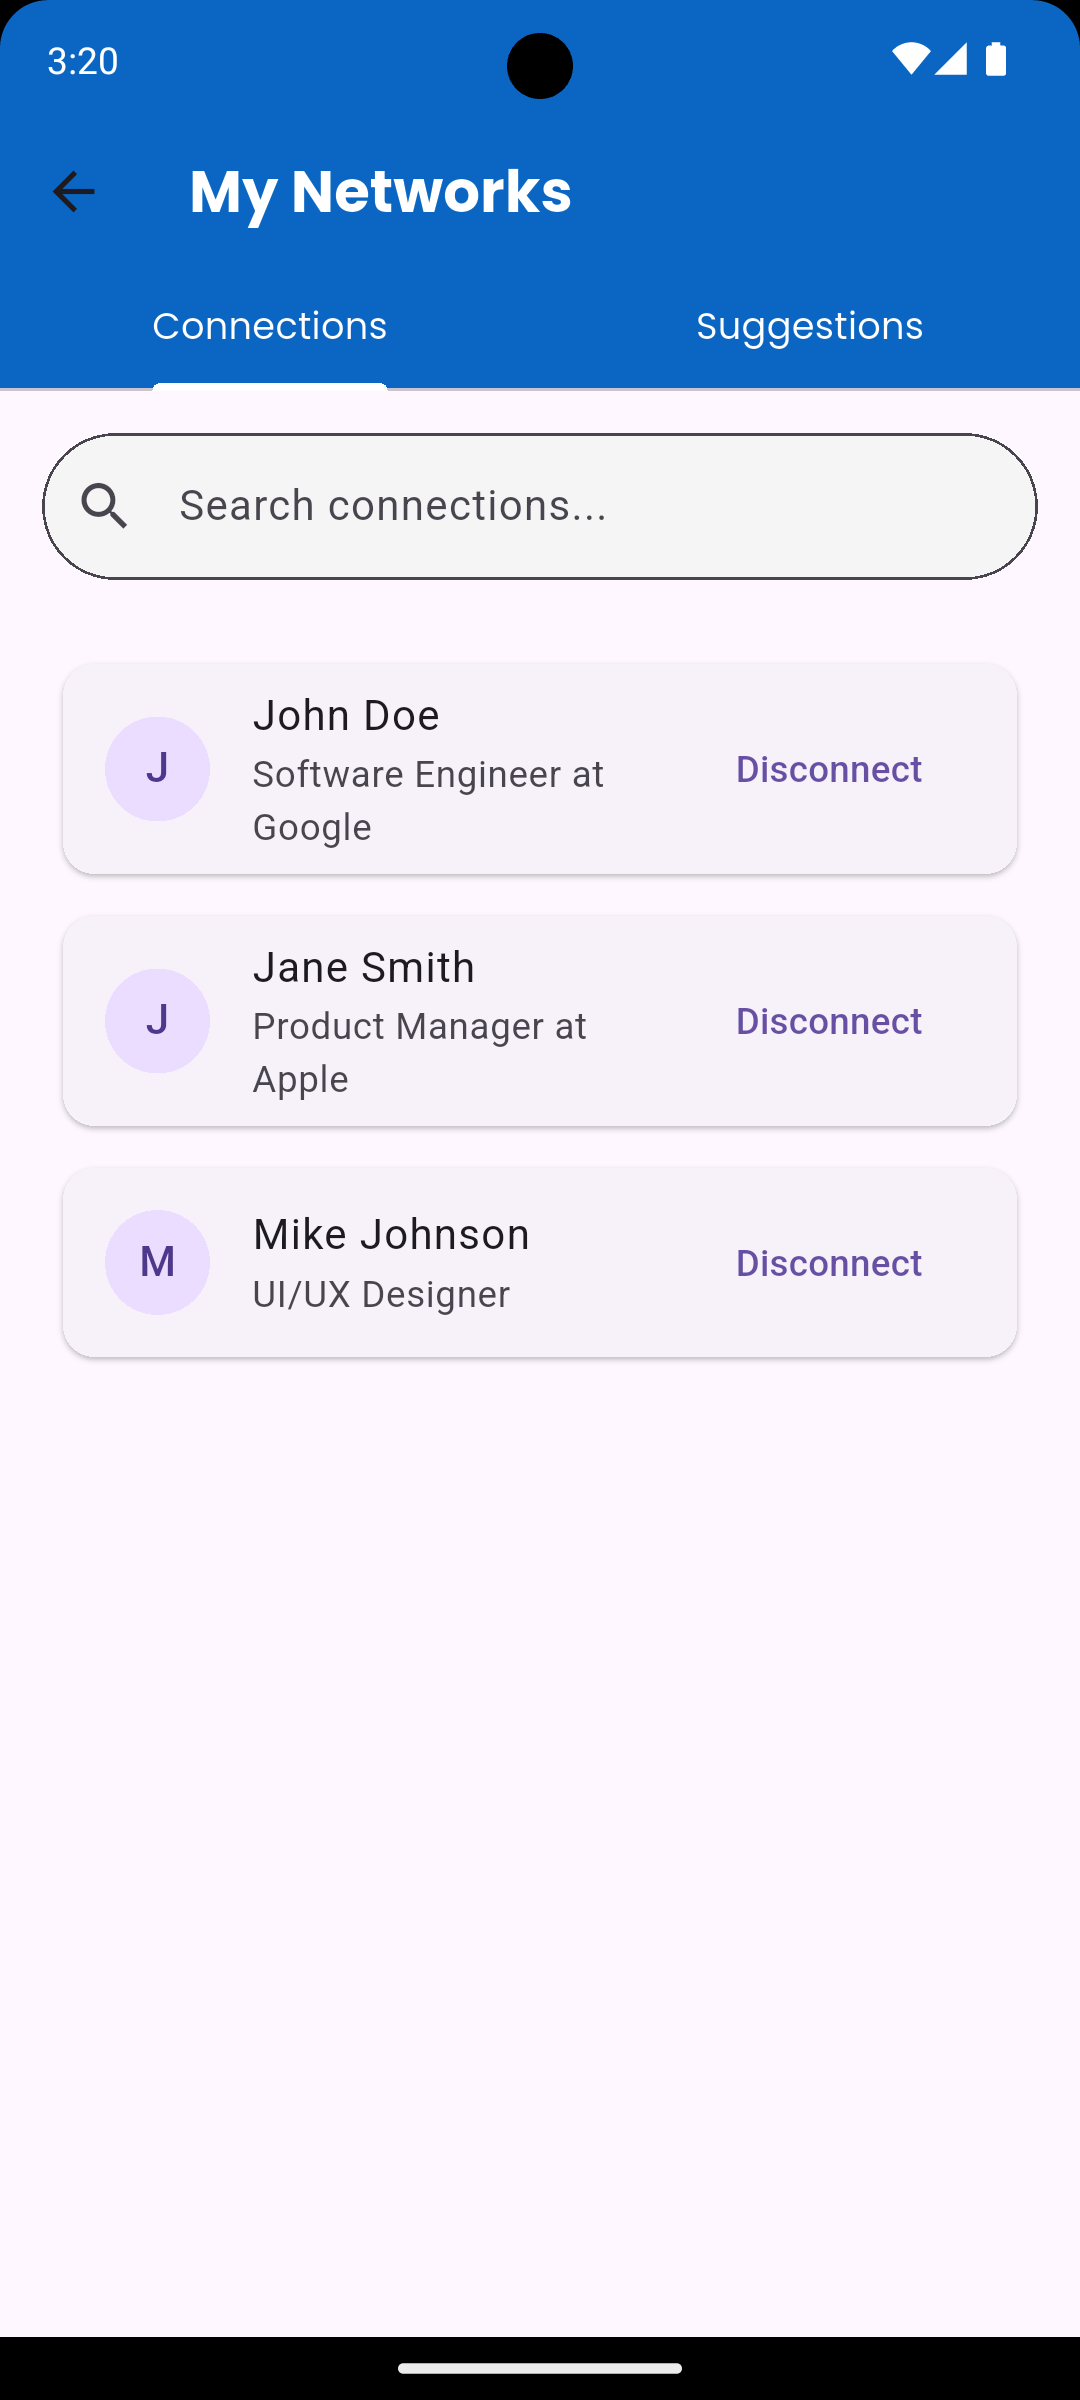 3:20
My Networks
Connections
Suggestions
Search connections...
J
John Doe
Software Engineer at
Google
Disconnect
J
Jane Smith
Product Manager at
Apple
Disconnect
M
Mike Johnson
UI/UX Designer
Disconnect